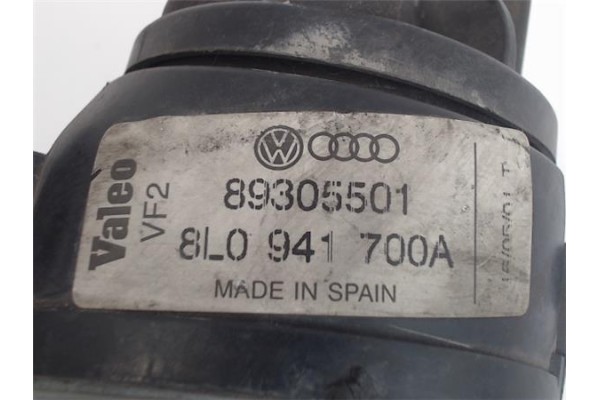 Valeo
VF2
89305501
8L0 941 700A
MADE IN SPAIN